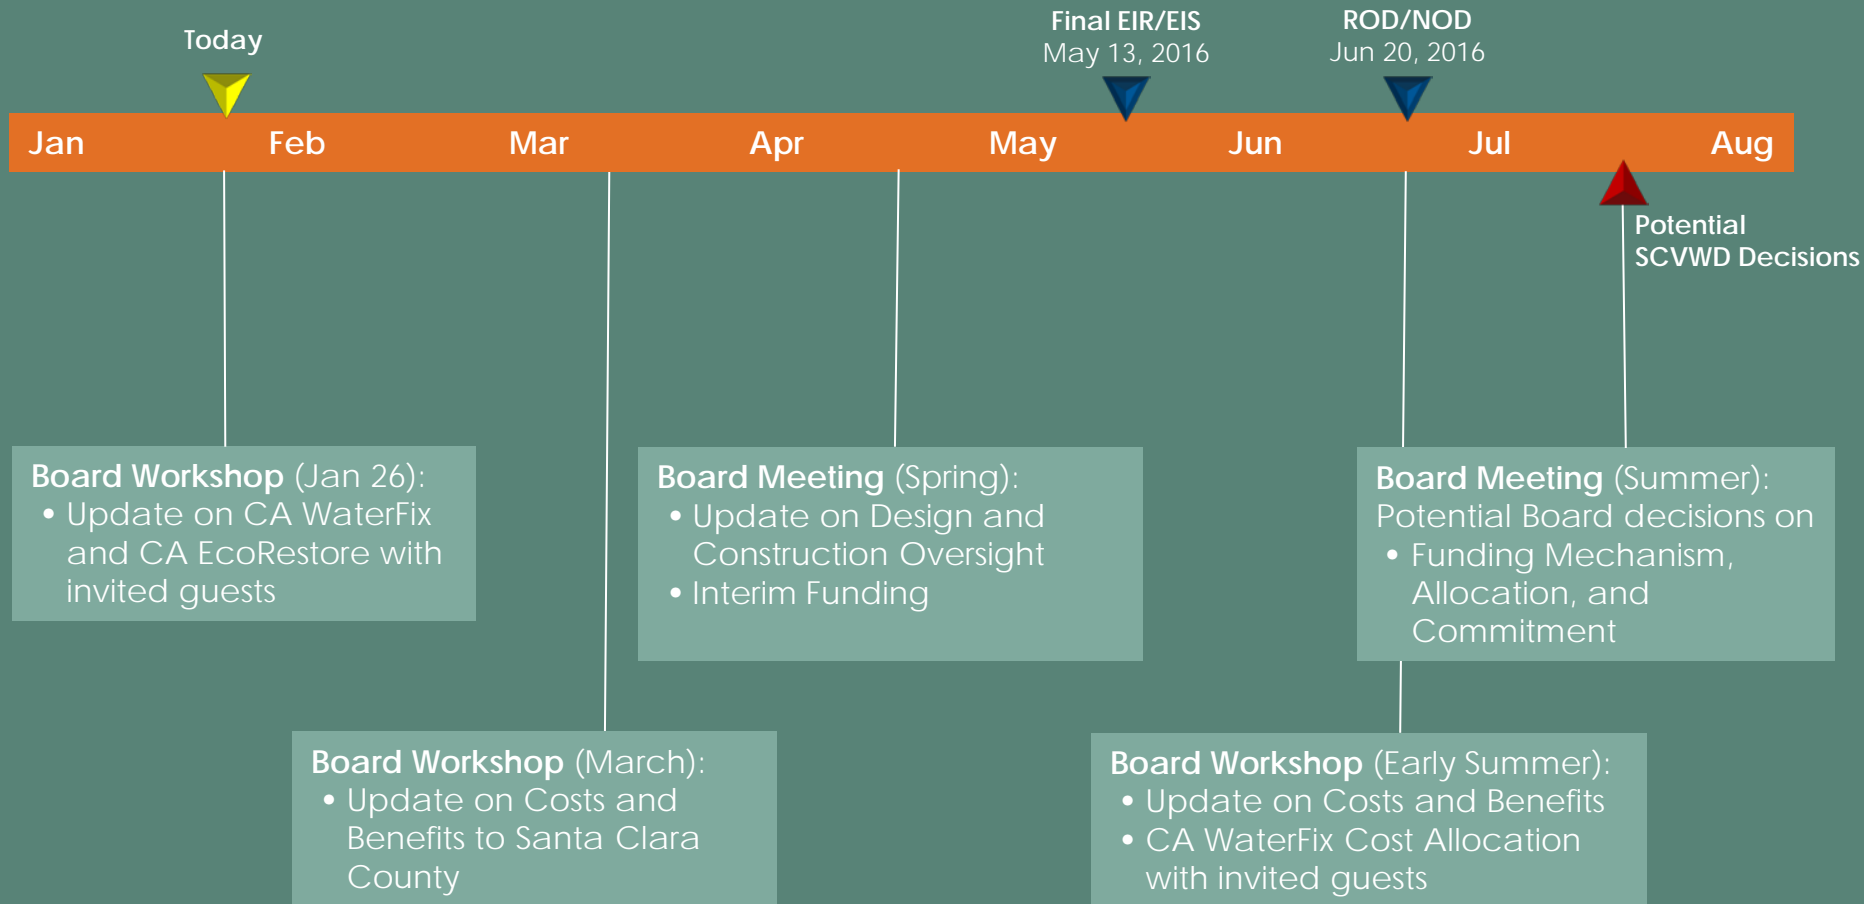 Today
Final EIR/EIS
May 13, 2016
ROD/NOD
Jun 20, 2016
Jan Feb Mar Apr May Jun Jul Aug
Potential
SCVWD Decisions
Board Workshop (Jan 26):
• Update on CA WaterFix
and CA EcoRestore with
invited guests
Board Meeting (Spring):
• Update on Design and
Construction Oversight
• Interim Funding
Board Meeting (Summer):
Potential Board decisions on
• Funding Mechanism,
Allocation, and
Commitment
Board Workshop (March):
• Update on Costs and
Benefits to Santa Clara
County
Board Workshop (Early Summer):
• Update on Costs and Benefits
• CA WaterFix Cost Allocation
with invited guests